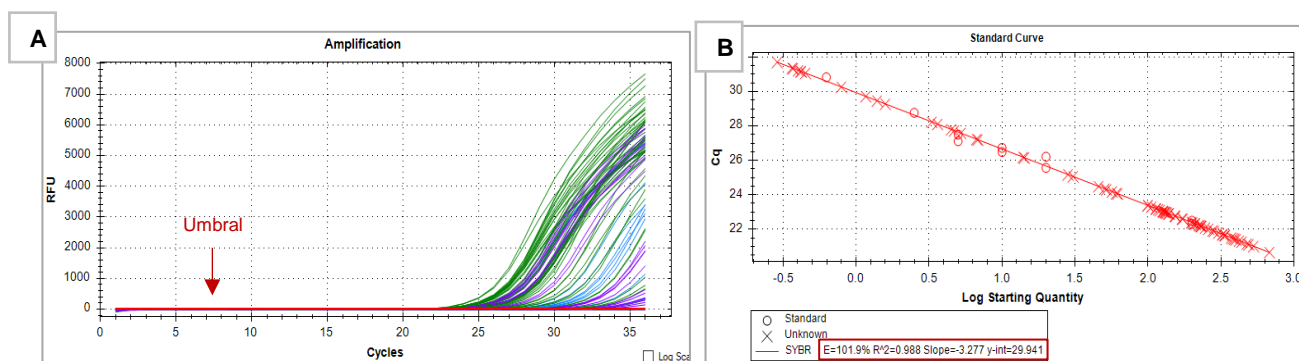 A
Amplification
8000
7000
6000
5000
4000
3000
2000
1000
0
RFU
Umbral
0 5 10 15 20 25 30 35
Cycles
Log Sca
B
Standard Curve
30
28
26
24
22
Cq
-0.5 0.0 0.5 1.0 1.5 2.0 2.5 3.0
Log Starting Quantity
Standard
Unknown
SYBR E=101.9% R^2=0.988 Slope=-3.277 y-int=29.941